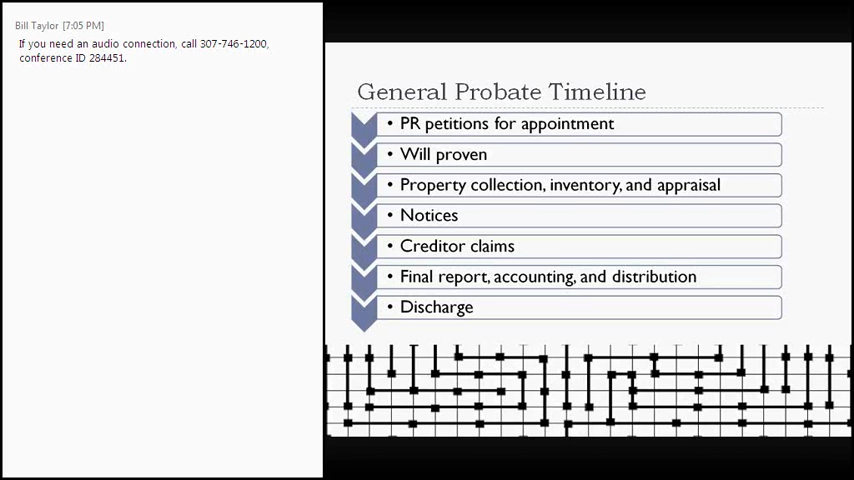 Bill Taylor [7:05 PM]
If you need an audio connection, call 307-746-1200,
conference ID 284451.
General Probate Timeline
• PR petitions for appointment
• Will proven
• Property collection, inventory, and appraisal
• Notices
• Creditor claims
• Final report, accounting, and distribution
• Discharge